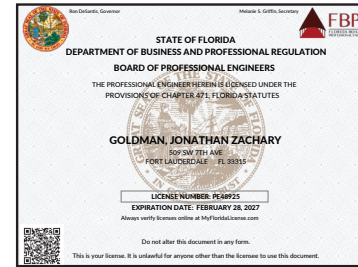 Ron DeSantis, Governor
Melanie S. Griffin, Secretary
FBP
STATE OF FLORIDA
DEPARTMENT OF BUSINESS AND PROFESSIONAL REGULATION
BOARD OF PROFESSIONAL ENGINEERS
THE PROFESSIONAL ENGINEER HEREIN IS LICENSED UNDER THE
PROVISIONS OF CHAPTER 471, FLORIDA STATUTES
GOLDMAN, JONATHAN ZACHARY
509 SW 7TH AVE
FORT LAUDERDALE FL 33315
LICENSE NUMBER: PE48925
EXPIRATION DATE: FEBRUARY 28, 2027
Always verify licenses online at MyFloridaLicense.com
Do not alter this document in any form.
This is your license. It is unlawful for anyone other than the licensee to use this document.